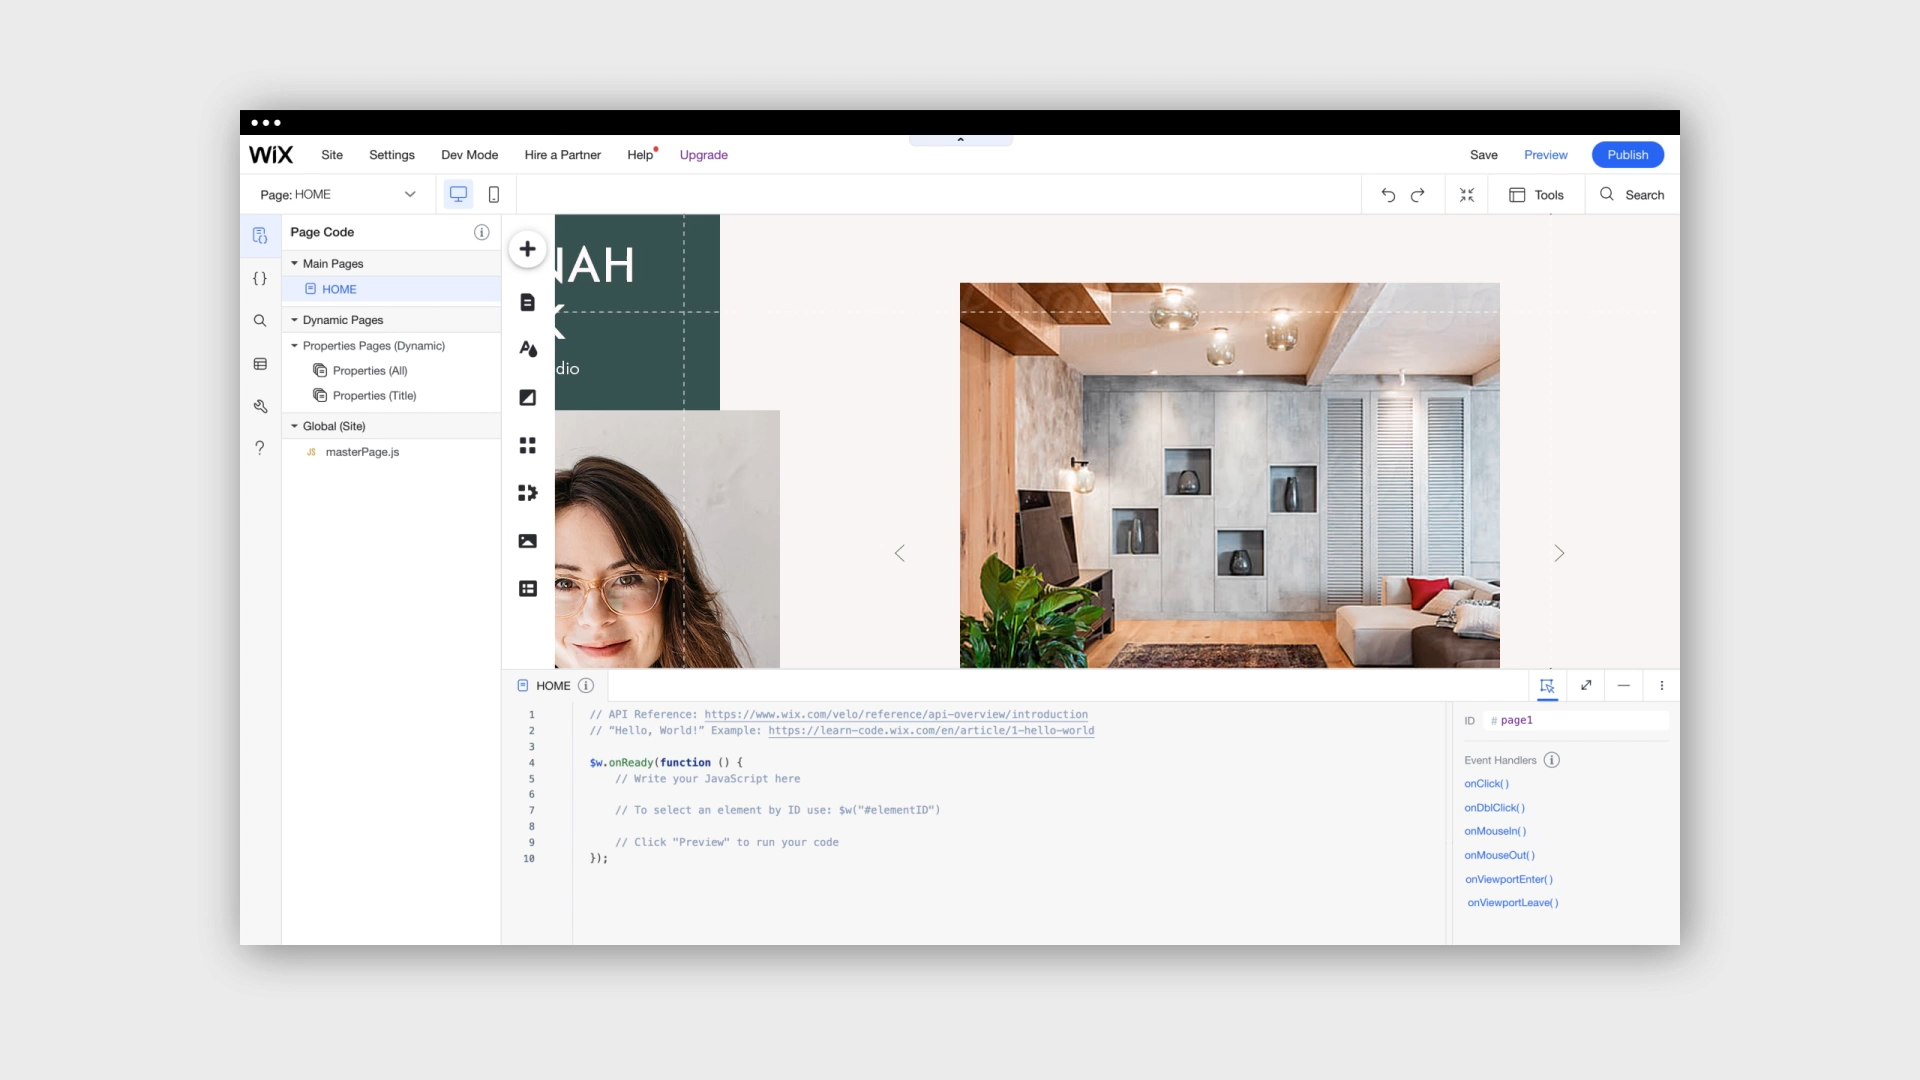 WiX Site Settings Dev Mode Hire a Partner Help Upgrade Save Preview Publish
Page: HOME Tools Search
Page Code
Main Pages
HOME
Dynamic Pages
Properties Pages (Dynamic)
Properties (All)
Properties (Title)
Global (Site)
JS masterPage.js
NAH
K
dio
HOME
1 // API Reference: https://www.wix.com/velo/reference/api-overview/introduction
2 // “Hello, World!” Example: https://learn-code.wix.com/en/article/1-hello-world
3
4 $w.onReady(function () {
5 // Write your JavaScript here
6
7 // To select an element by ID use: $w("#elementID")
8
9 // Click "Preview" to run your code
10 });
ID # page1
Event Handlers
onClick( )
onDblClick( )
onMouseIn( )
onMouseOut( )
onViewportEnter( )
onViewportLeave( )